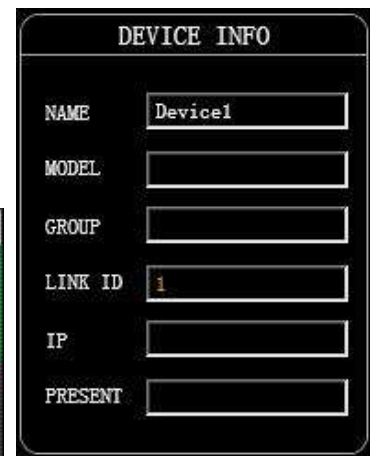 DEVICE INFO
NAME Device1
MODEL
GROUP
LINK ID 1
IP
PRESENT